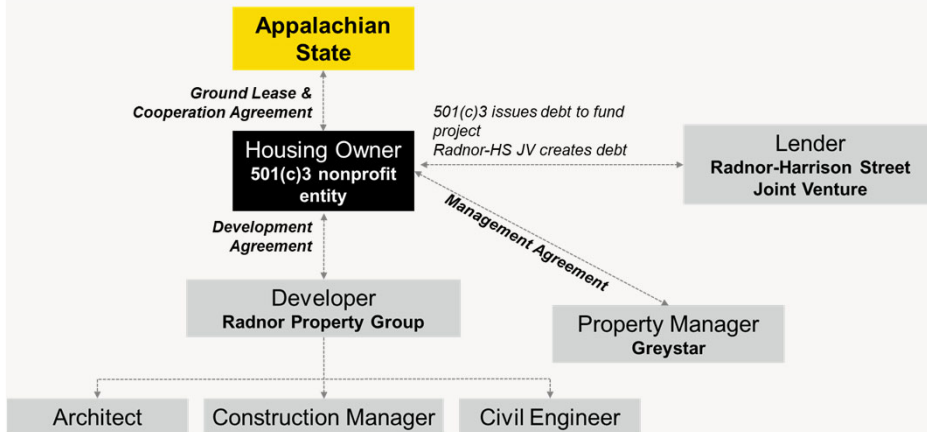 Appalachian
State
Ground Lease &
Cooperation Agreement
501(c)3 issues debt to fund
project
Radnor-HS JV creates debt
Housing Owner
501(c)3 nonprofit
entity
Lender
Radnor-Harrison Street
Joint Venture
Management Agreement
Development
Agreement
Developer
Radnor Property Group
Property Manager
Greystar
Architect
Construction Manager
Civil Engineer